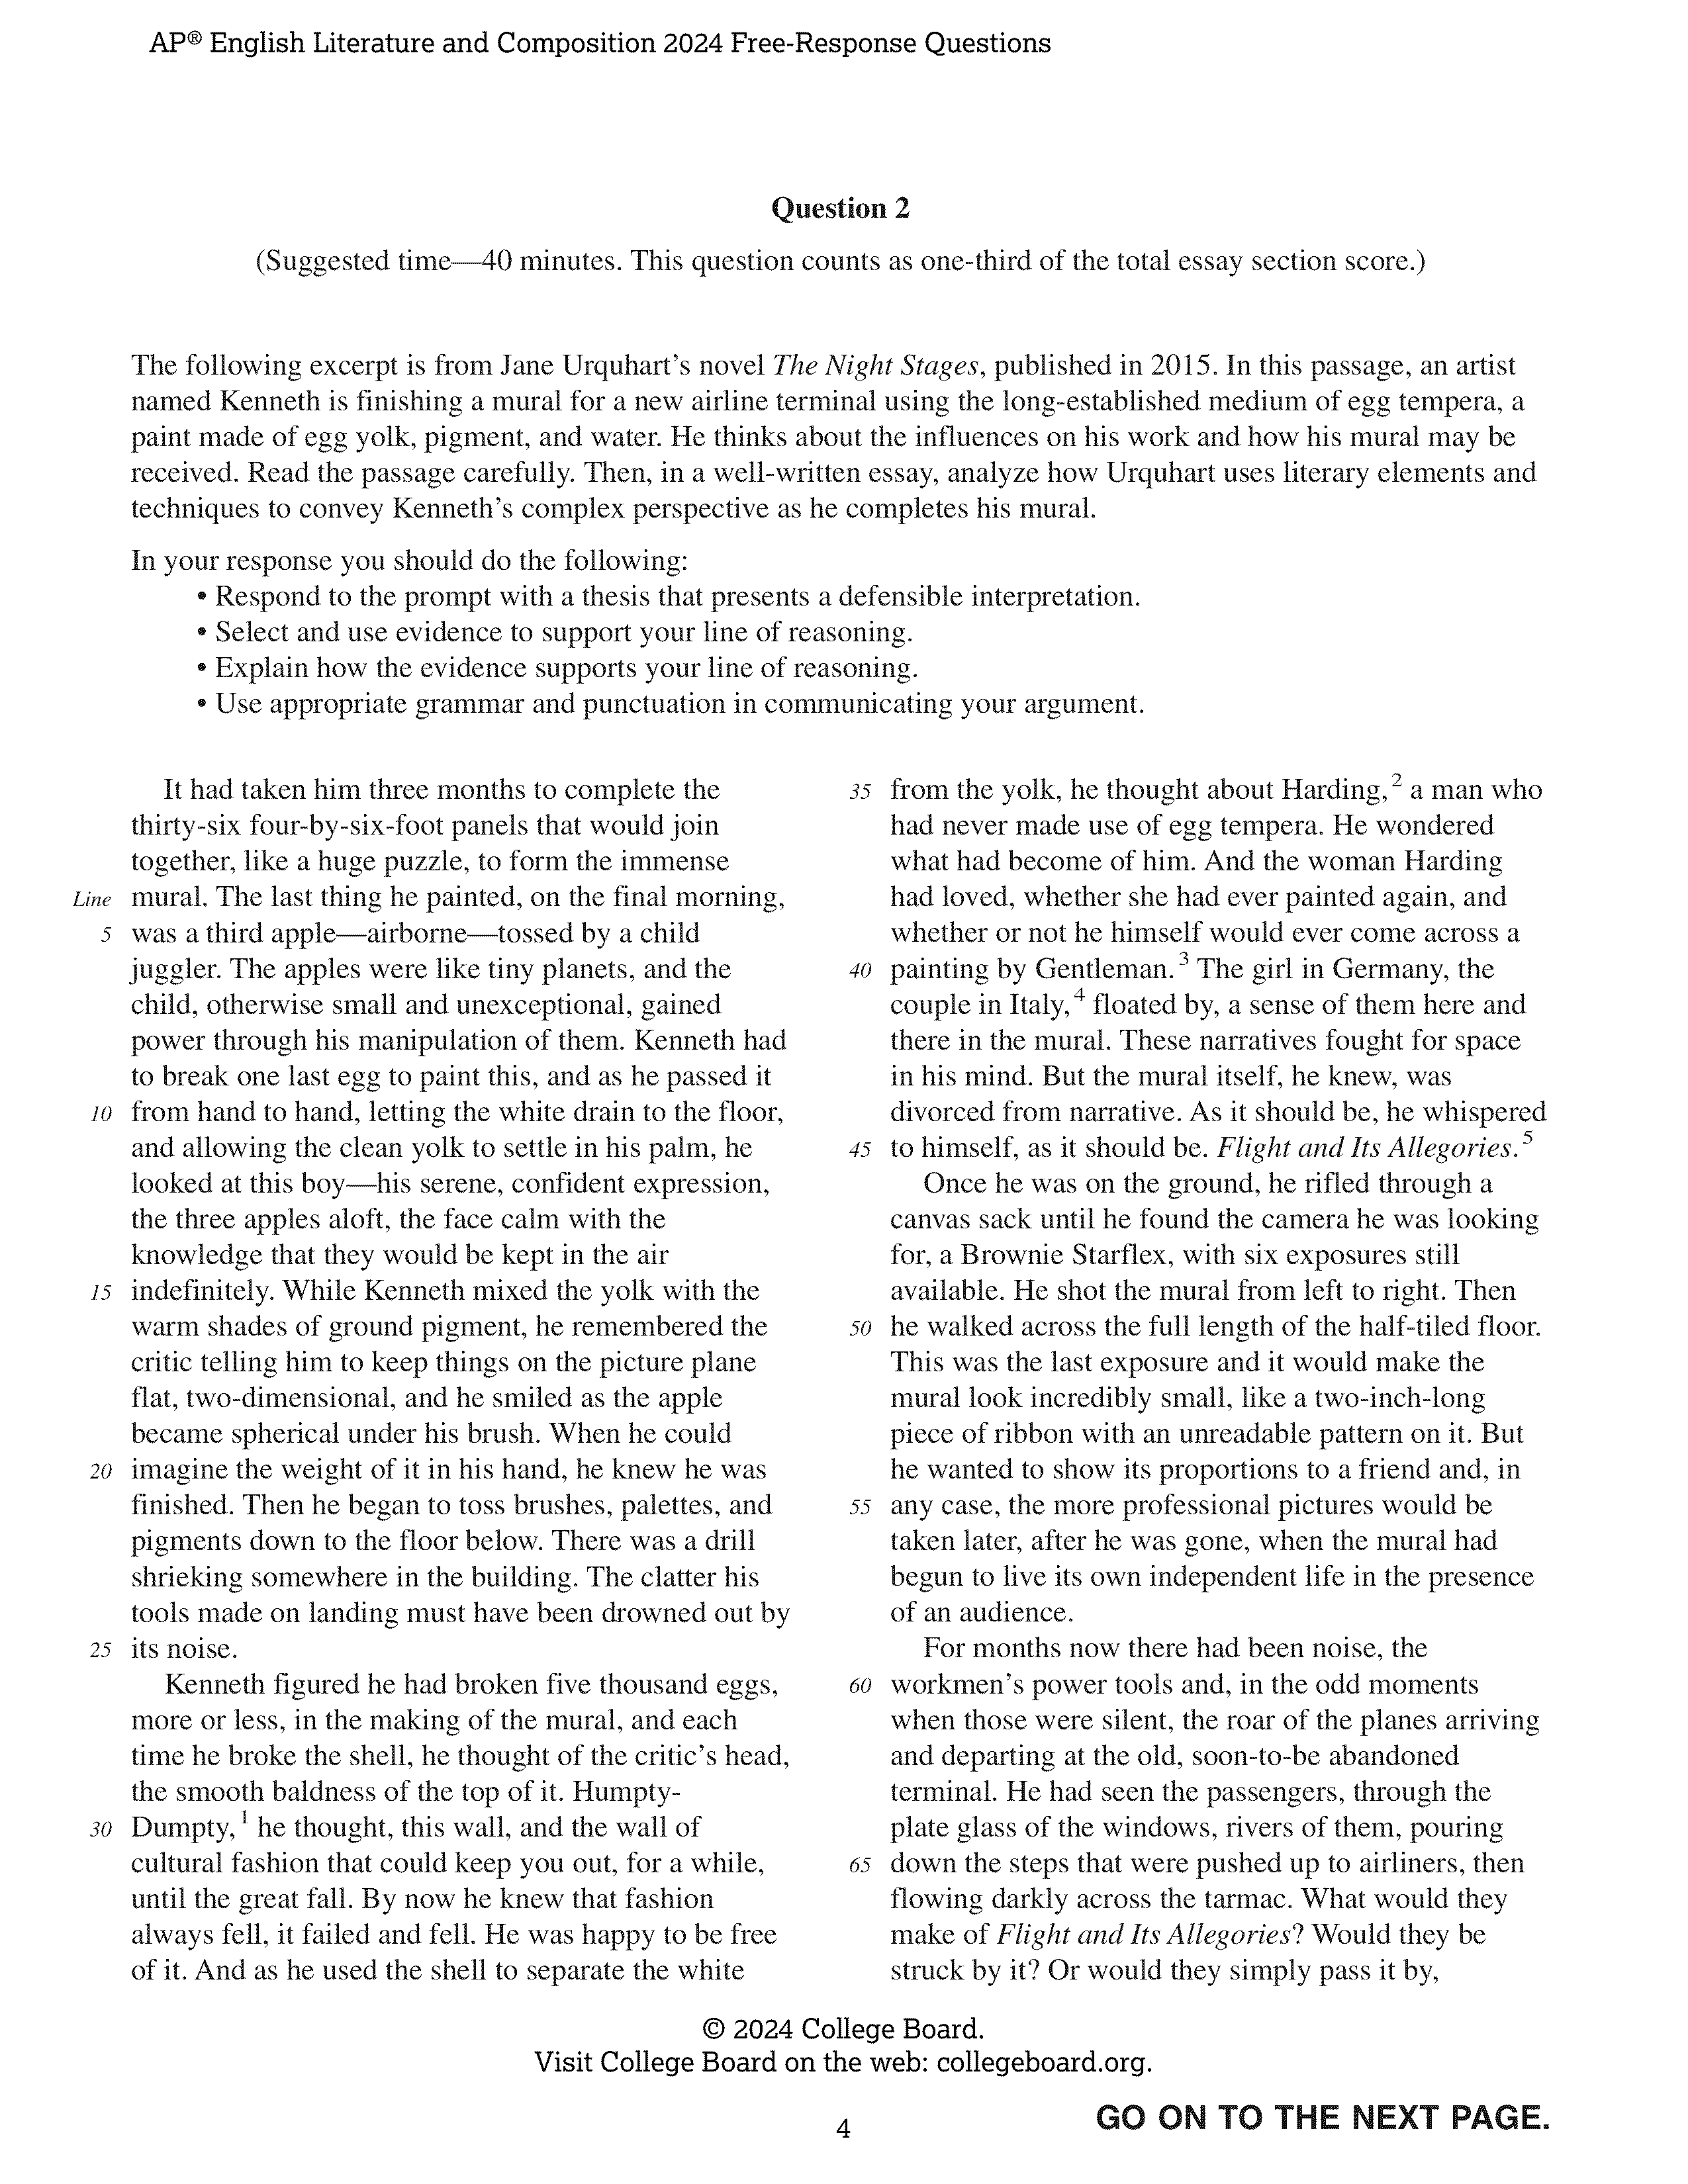 AP® English Literature and Composition 2024 Free-Response Questions
Question 2
(Suggested time—40 minutes. This question counts as one-third of the total essay section score.)
The following excerpt is from Jane Urquhart's novel The Night Stages, published in 2015. In this passage, an artist
named Kenneth is finishing a mural for a new airline terminal using the long-established medium of egg tempera, a
paint made of egg yolk, pigment, and water. He thinks about the influences on his work and how his mural may be
received. Read the passage carefully. Then, in a well-written essay, analyze how Urquhart uses literary elements and
techniques to convey Kenneth's complex perspective as he completes his mural.
In your response you should do the following:
• Respond to the prompt with a thesis that presents a defensible interpretation.
• Select and use evidence to support your line of reasoning.
• Explain how the evidence supports your line of reasoning.
• Use appropriate grammar and punctuation in communicating your argument.
It had taken him three months to complete the
thirty-six four-by-six-foot panels that would join
together, like a huge puzzle, to form the immense
Line mural. The last thing he painted, on the final morning,
5 was a third apple—airborne—tossed by a child
juggler. The apples were like tiny planets, and the
child, otherwise small and unexceptional, gained
power through his manipulation of them. Kenneth had
to break one last egg to paint this, and as he passed it
10 from hand to hand, letting the white drain to the floor,
and allowing the clean yolk to settle in his palm, he
looked at this boy—his serene, confident expression,
the three apples aloft, the face calm with the
knowledge that they would be kept in the air
15 indefinitely. While Kenneth mixed the yolk with the
warm shades of ground pigment, he remembered the
critic telling him to keep things on the picture plane
flat, two-dimensional, and he smiled as the apple
became spherical under his brush. When he could
20 imagine the weight of it in his hand, he knew he was
finished. Then he began to toss brushes, palettes, and
pigments down to the floor below. There was a drill
shrieking somewhere in the building. The clatter his
tools made on landing must have been drowned out by
25 its noise.
Kenneth figured he had broken five thousand eggs,
more or less, in the making of the mural, and each
time he broke the shell, he thought of the critic's head,
the smooth baldness of the top of it. Humpty-
30 Dumpty,1 he thought, this wall, and the wall of
cultural fashion that could keep you out, for a while,
until the great fall. By now he knew that fashion
always fell, it failed and fell. He was happy to be free
of it. And as he used the shell to separate the white
35 from the yolk, he thought about Harding,2 a man who
had never made use of egg tempera. He wondered
what had become of him. And the woman Harding
had loved, whether she had ever painted again, and
whether or not he himself would ever come across a
40 painting by Gentleman.3 The girl in Germany, the
couple in Italy,4 floated by, a sense of them here and
there in the mural. These narratives fought for space
in his mind. But the mural itself, he knew, was
divorced from narrative. As it should be, he whispered
45 to himself, as it should be. Flight and Its Allegories.5
Once he was on the ground, he rifled through a
canvas sack until he found the camera he was looking
for, a Brownie Starflex, with six exposures still
available. He shot the mural from left to right. Then
50 he walked across the full length of the half-tiled floor.
This was the last exposure and it would make the
mural look incredibly small, like a two-inch-long
piece of ribbon with an unreadable pattern on it. But
he wanted to show its proportions to a friend and, in
55 any case, the more professional pictures would be
taken later, after he was gone, when the mural had
begun to live its own independent life in the presence
of an audience.
For months now there had been noise, the
60 workmen's power tools and, in the odd moments
when those were silent, the roar of the planes arriving
and departing at the old, soon-to-be abandoned
terminal. He had seen the passengers, through the
plate glass of the windows, rivers of them, pouring
65 down the steps that were pushed up to airliners, then
flowing darkly across the tarmac. What would they
make of Flight and Its Allegories? Would they be
struck by it? Or would they simply pass it by,
© 2024 College Board.
Visit College Board on the web: collegeboard.org.
GO ON TO THE NEXT PAGE.
4